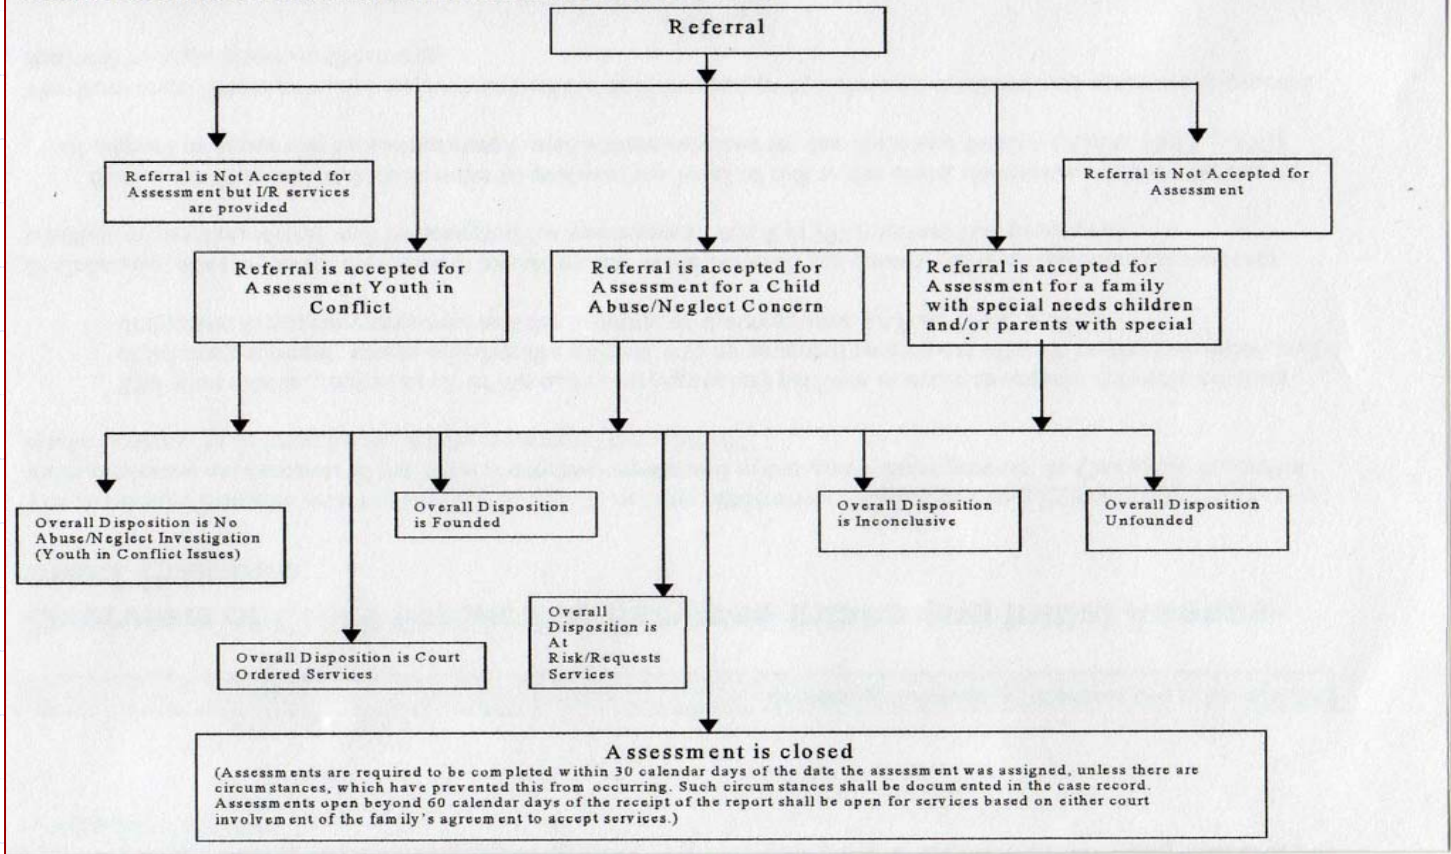 Referral
Referral is Not Accepted for
Assessment but I/R services
are provided
Referral is Not Accepted for
Assessment
Referral is accepted for
Assessment Youth in
Conflict
Referral is accepted for
Assessment for a Child
Abuse/Neglect Concern
Referral is accepted for
Assessment for a family
with special needs children
and/or parents with special
Overall Disposition is No
Abuse/Neglect Investigation
(Youth in Conflict Issues)
Overall Disposition
is Founded
Overall Disposition
is Inconclusive
Overall Disposition
Unfounded
Overall Disposition is Court
Ordered Services
Overall
Disposition is
At
Risk/Requests
Services
Assessment is closed
(Assessments are required to be completed within 30 calendar days of the date the assessment was assigned, unless there are
circumstances, which have prevented this from occurring. Such circumstances shall be documented in the case record.
Assessments open beyond 60 calendar days of the receipt of the report shall be open for services based on either court
involvement of the family's agreement to accept services.)